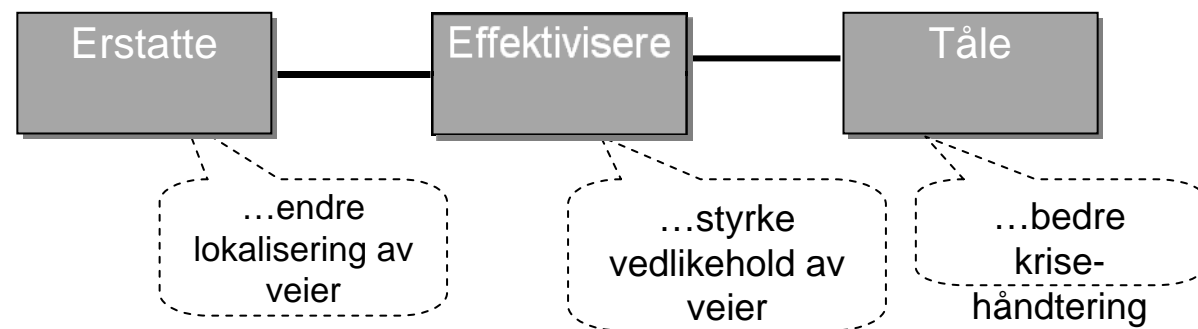 Erstatte
Effektivisere
Tåle
…endre
lokalisering av
veier
…styrke
vedlikehold av
veier
…bedre
krise-
håndtering